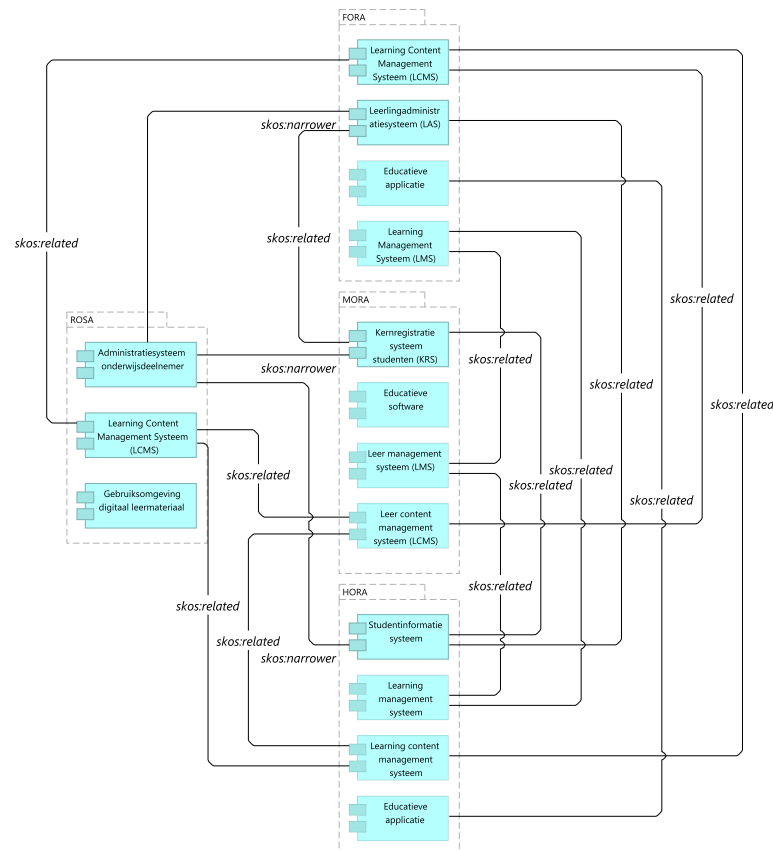 FORA
Learning Content
Management
Systeem (LCMS)
Leerlingadministr
atiesysteem (LAS)
skos:narrower
Educatieve
applicatie
Learning
Management
Systeem (LMS)
skos:related
skos:related
skos:related
MORA
ROSA
Kernregistratie
systeem
studenten (KRS)
Administratiesysteem
onderwijsdeelnemer
skos:related
skos:narrower
skos:related
Educatieve
software
skos:related
Learning Content
Management Systeem
(LCMS)
Leer management
systeem (LMS)
skos:related
skos:related
skos:related
Gebruiksomgeving
digitaal leermateriaal
skos:related
Leer content
management
systeem (LCMS)
HORA
skos:related
skos:related
Studentinformatie
systeem
skos:related
skos:narrower
Learning
management
systeem
Learning content
management
systeem
Educatieve
applicatie